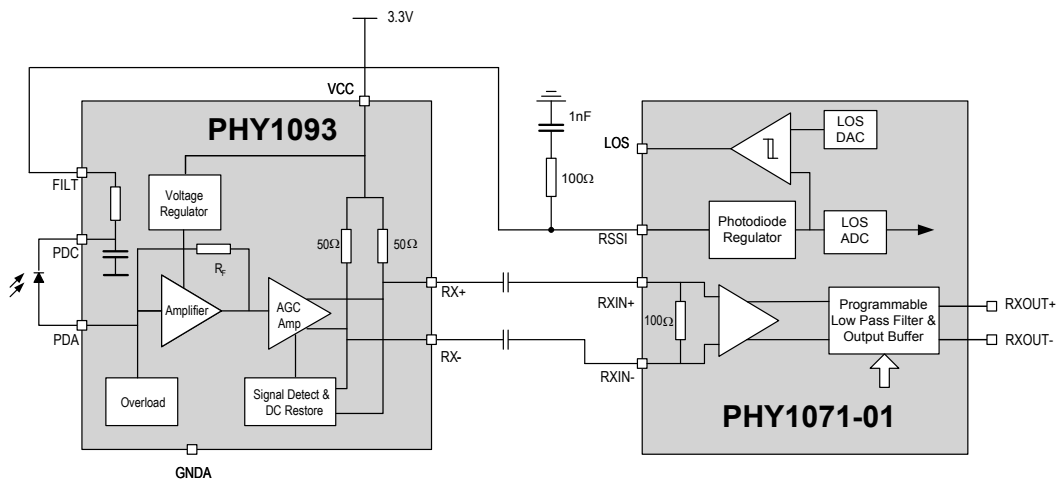 3.3V
VCC
PHY1093
FILT
Voltage
Regulator
PDC
50Ω
50Ω
RF
Amplifier
AGC
Amp
PDA
RX+
RX-
Overload
Signal Detect &
DC Restore
GNDA
1nF
100Ω
LOS
LOS
DAC
RSSI
Photodiode
Regulator
LOS
ADC
RXIN+
100Ω
RXIN-
Programmable
Low Pass Filter &
Output Buffer
RXOUT+
RXOUT-
PHY1071-01